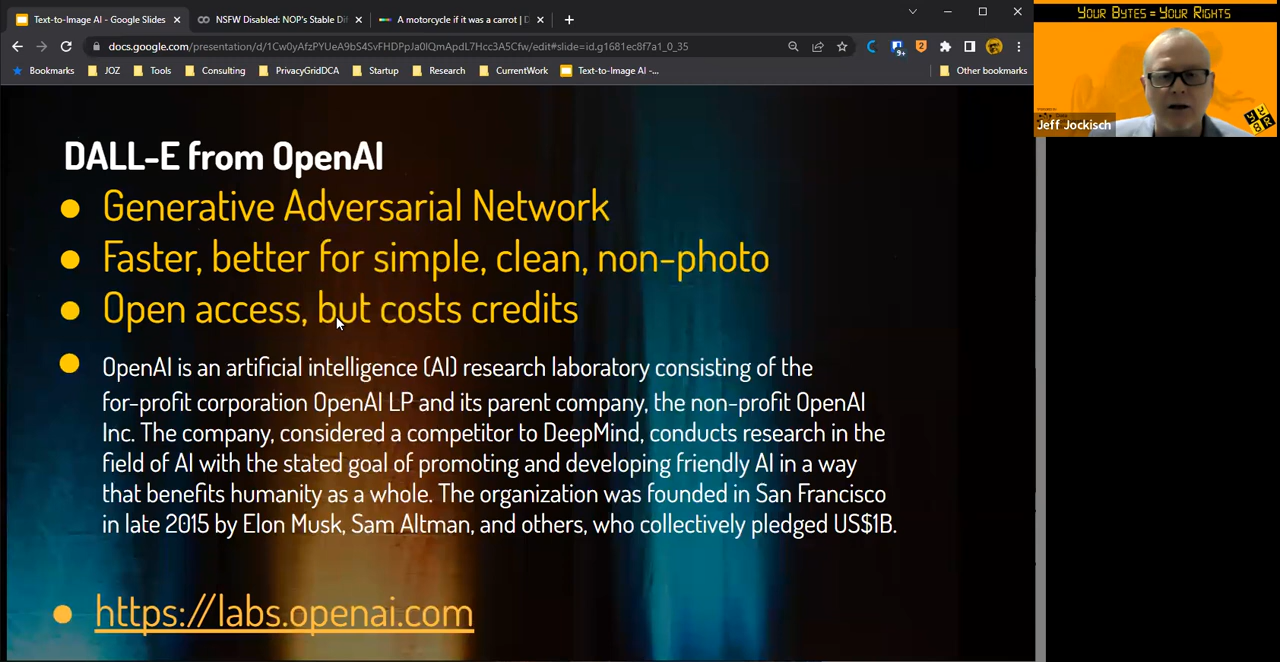 Text-to-Image AI - Google Slides
NSFW Disabled: NOP's Stable Dif
A motorcycle if it was a carrot | D
docs.google.com/presentation/d/1Cw0yAfzPYUeA9bS4SvFHDPpJa0lQmApdL7Hcc3A5Cfw/edit#slide=id.g1681ec8f7a1_0_35
9+
2
Bookmarks
JOZ
Tools
Consulting
PrivacyGridDCA
Startup
Research
CurrentWork
Text-to-Image AI -...
Other bookmarks
YOUR BYTES = YOUR RIGHTS
Jeff Jockisch
DALL-E from OpenAI
Generative Adversarial Network
Faster, better for simple, clean, non-photo
Open access, but costs credits
OpenAI is an artificial intelligence (AI) research laboratory consisting of the
for-profit corporation OpenAI LP and its parent company, the non-profit OpenAI
Inc. The company, considered a competitor to DeepMind, conducts research in the
field of AI with the stated goal of promoting and developing friendly AI in a way
that benefits humanity as a whole. The organization was founded in San Francisco
in late 2015 by Elon Musk, Sam Altman, and others, who collectively pledged US$1B.
https://labs.openai.com